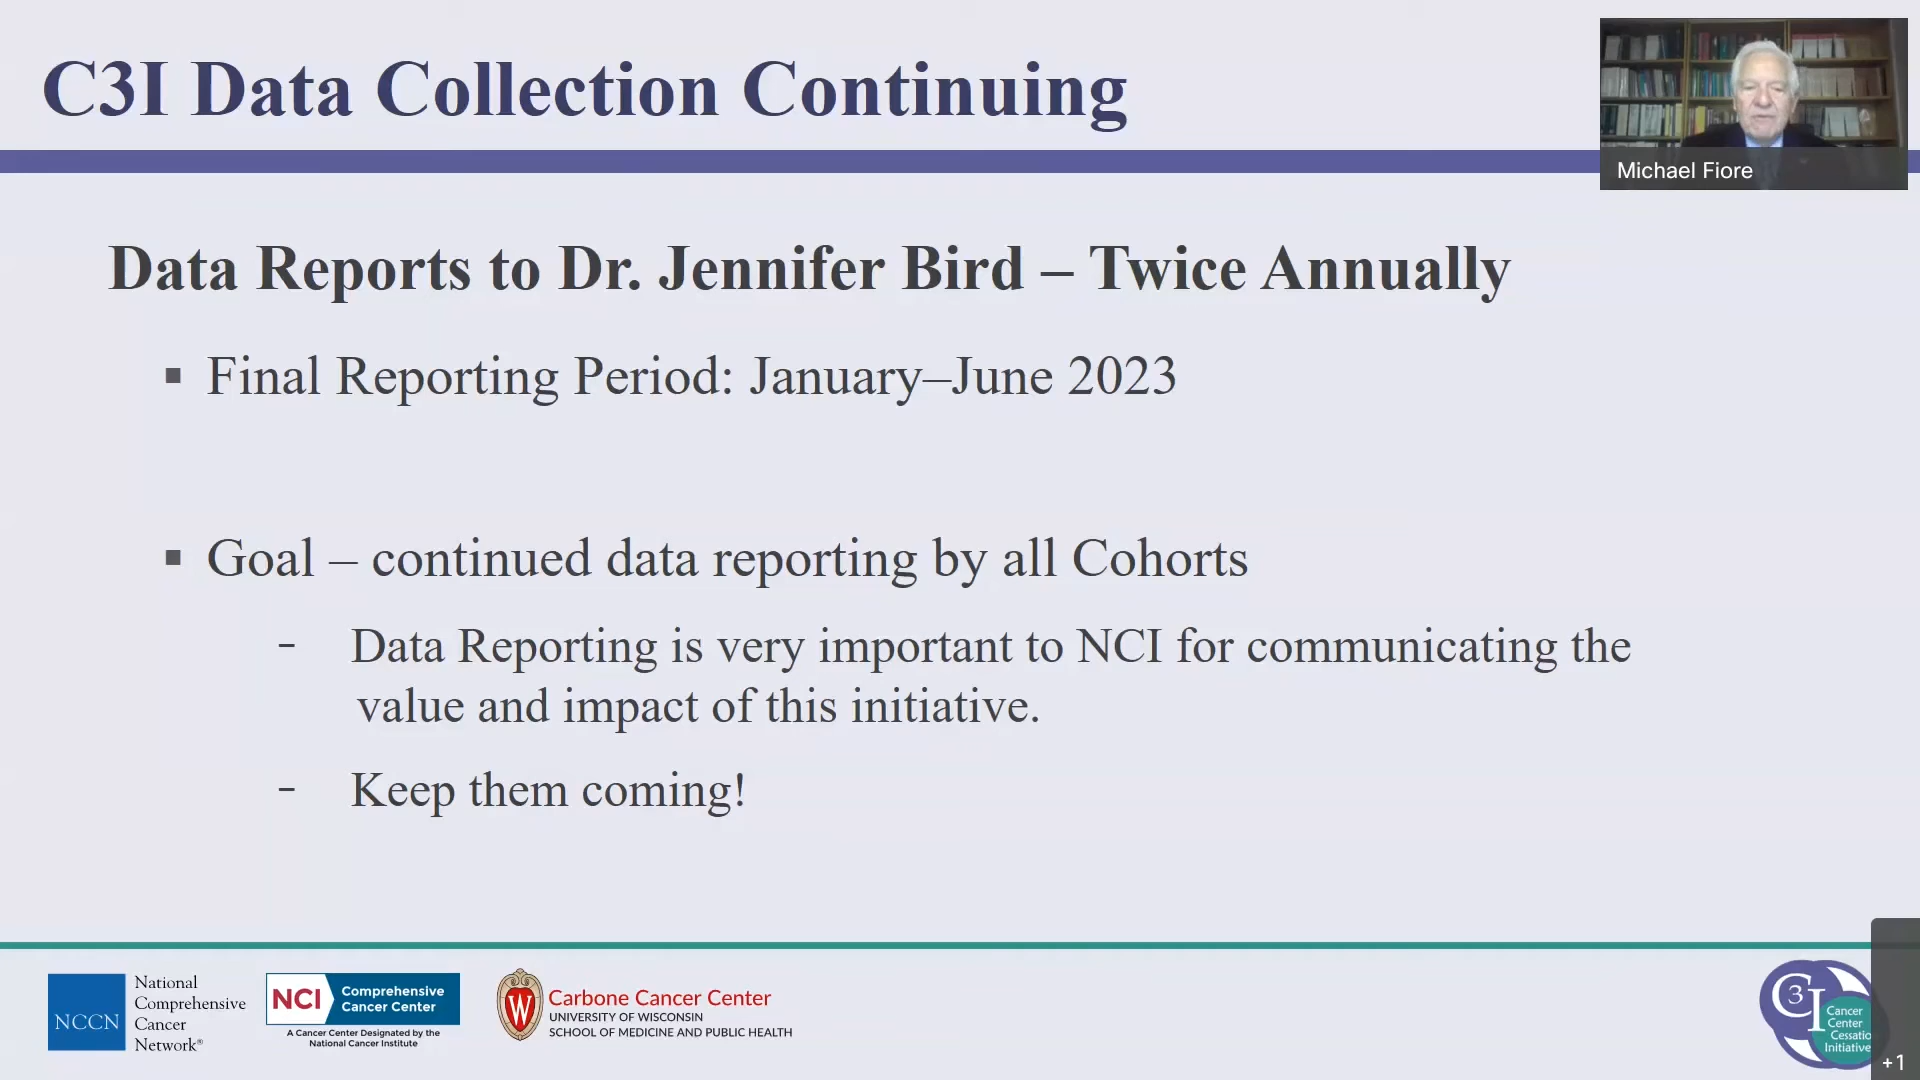 C3I Data Collection Continuing
Michael Fiore
Data Reports to Dr. Jennifer Bird – Twice Annually
▪ Final Reporting Period: January–June 2023
▪ Goal – continued data reporting by all Cohorts
- Data Reporting is very important to NCI for communicating the
value and impact of this initiative.
- Keep them coming!
NCCN
National
Comprehensive
Cancer
Network®
NCI
Comprehensive
Cancer Center
A Cancer Center Designated by the
National Cancer Institute
W
Carbone Cancer Center
UNIVERSITY OF WISCONSIN
SCHOOL OF MEDICINE AND PUBLIC HEALTH
C3I
Cancer
Center
Cessatio
Initiative
+1